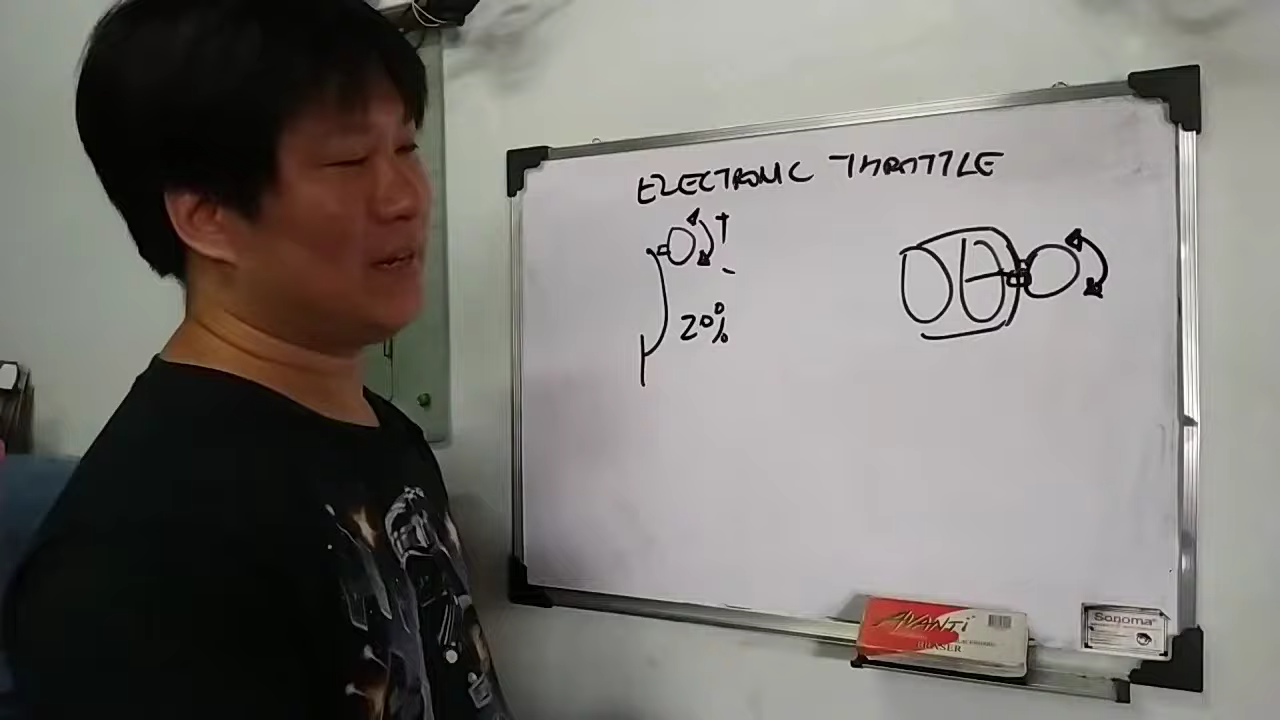 ELECTRONIC THROTTLE
+
-
20%
AVANTi
ERASER
Sonoma